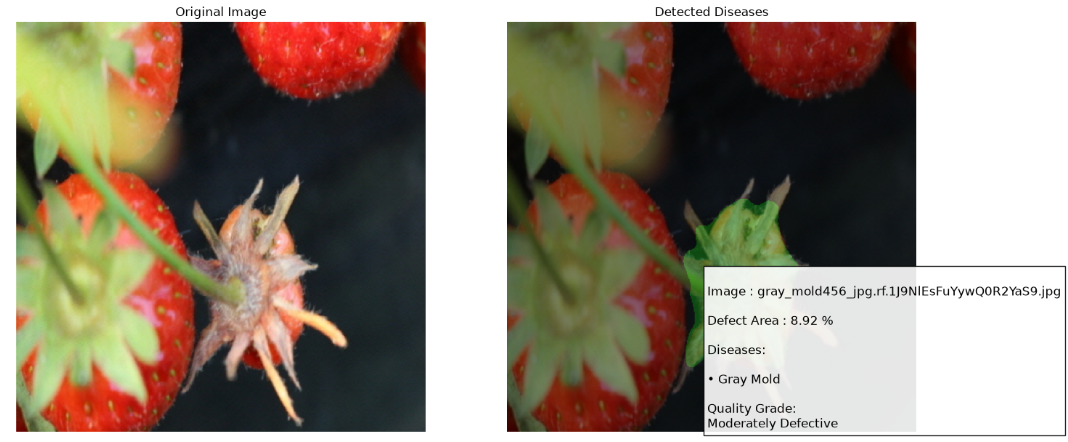 Original Image
Detected Diseases
Image : gray_mold456_jpg.rf.1J9NlEsFuYywQ0R2YaS9.jpg
Defect Area : 8.92 %
Diseases:
• Gray Mold
Quality Grade:
Moderately Defective